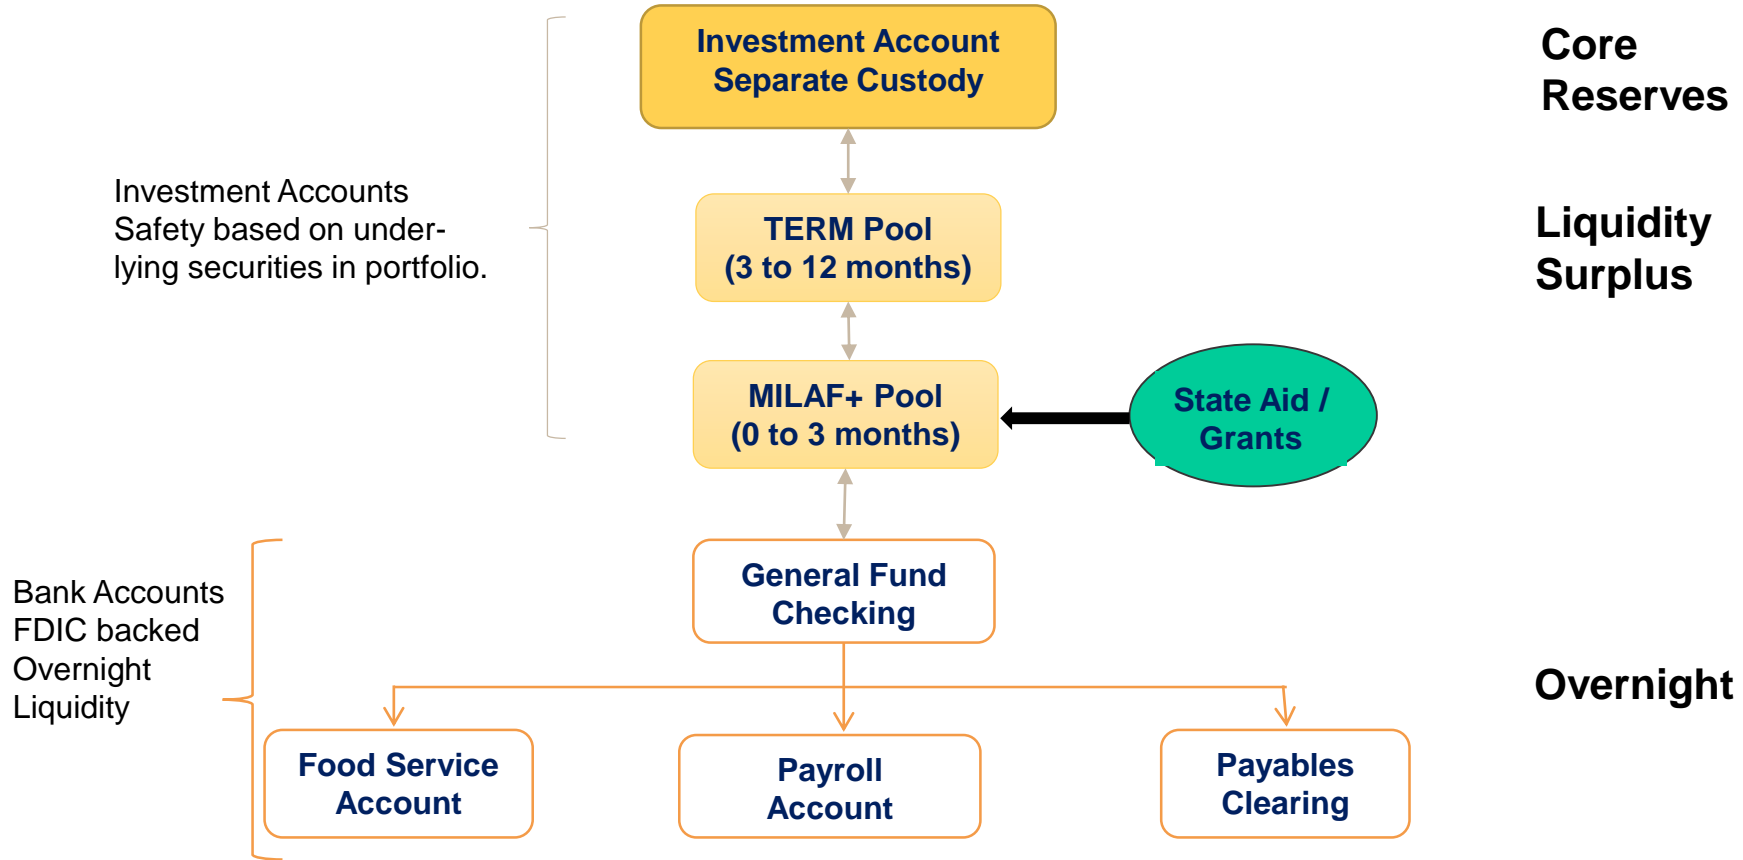 Investment Account
Separate Custody
Core
Reserves
Investment Accounts
Safety based on under-
lying securities in portfolio.
TERM Pool
(3 to 12 months)
Liquidity
Surplus
MILAF+ Pool
(0 to 3 months)
State Aid /
Grants
Bank Accounts
FDIC backed
Overnight
Liquidity
General Fund
Checking
Overnight
Food Service
Account
Payroll
Account
Payables
Clearing